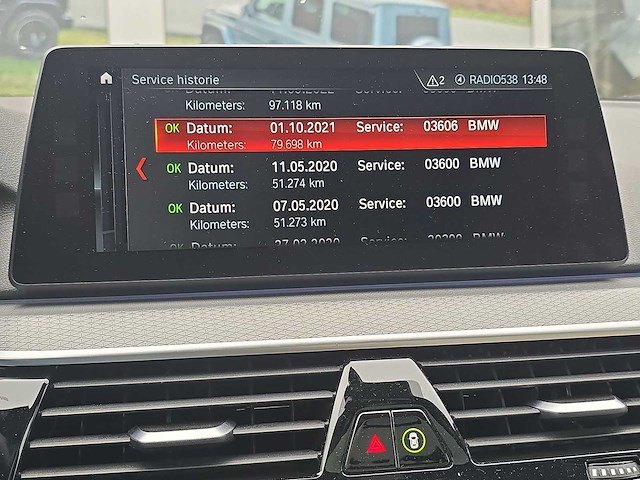 Service historie
2 RADIO538 13:48
Kilometers: 97.118 km
OK Datum: 01.10.2021 Service: 03606 BMW
Kilometers: 79.698 km
OK Datum: 11.05.2020 Service: 03600 BMW
Kilometers: 51.274 km
OK Datum: 07.05.2020 Service: 03600 BMW
Kilometers: 51.273 km